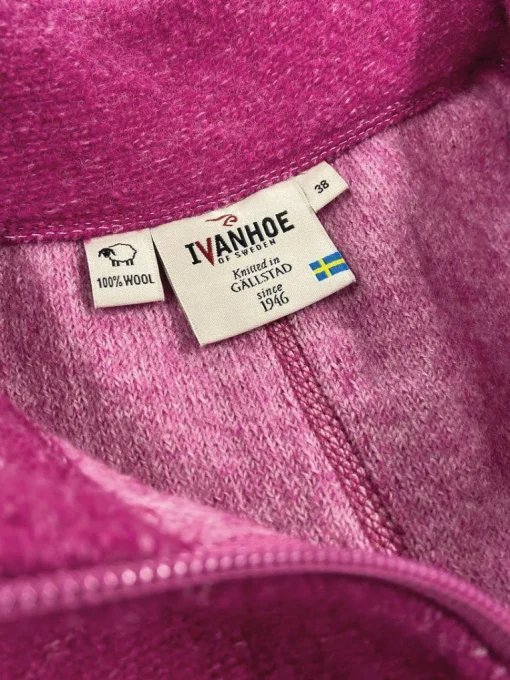 38
IVANHOE
OF SWEDEN
Knitted in
GÄLLSTAD
since
1946
100% WOOL